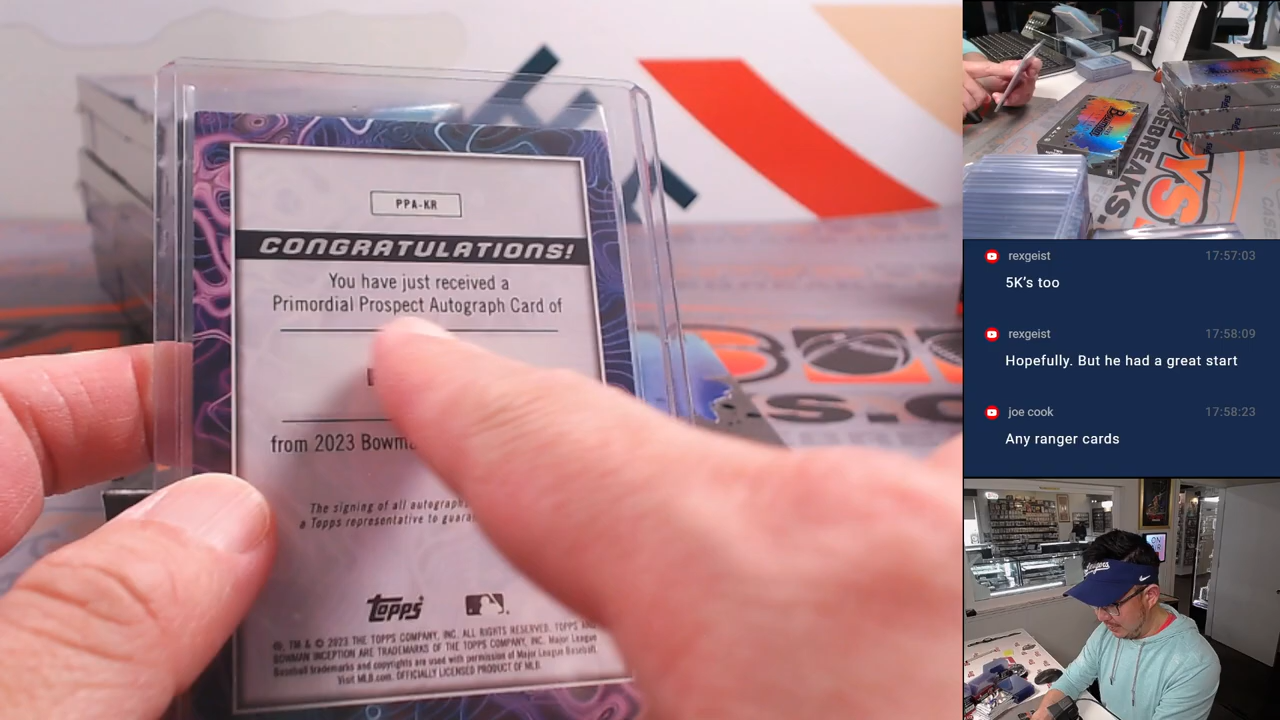 PPA-KR
CONGRATULATIONS!
You have just received a
Primordial Prospect Autograph Card of
from 2023 Bowma
The signing of all autograph
a Topps representative to guara
Topps
®, TM & © 2023 THE TOPPS COMPANY, INC. ALL RIGHTS RESERVED. TOPPS AND
BOWMAN INCEPTION ARE TRADEMARKS OF THE TOPPS COMPANY, INC. Major League
Baseball trademarks and copyrights are used with permission of Major League Baseball.
Visit MLB.com. OFFICIALLY LICENSED PRODUCT OF MLB.
rexgeist 17:57:03
5K's too
rexgeist 17:58:09
Hopefully. But he had a great start
joe cook 17:58:23
Any ranger cards